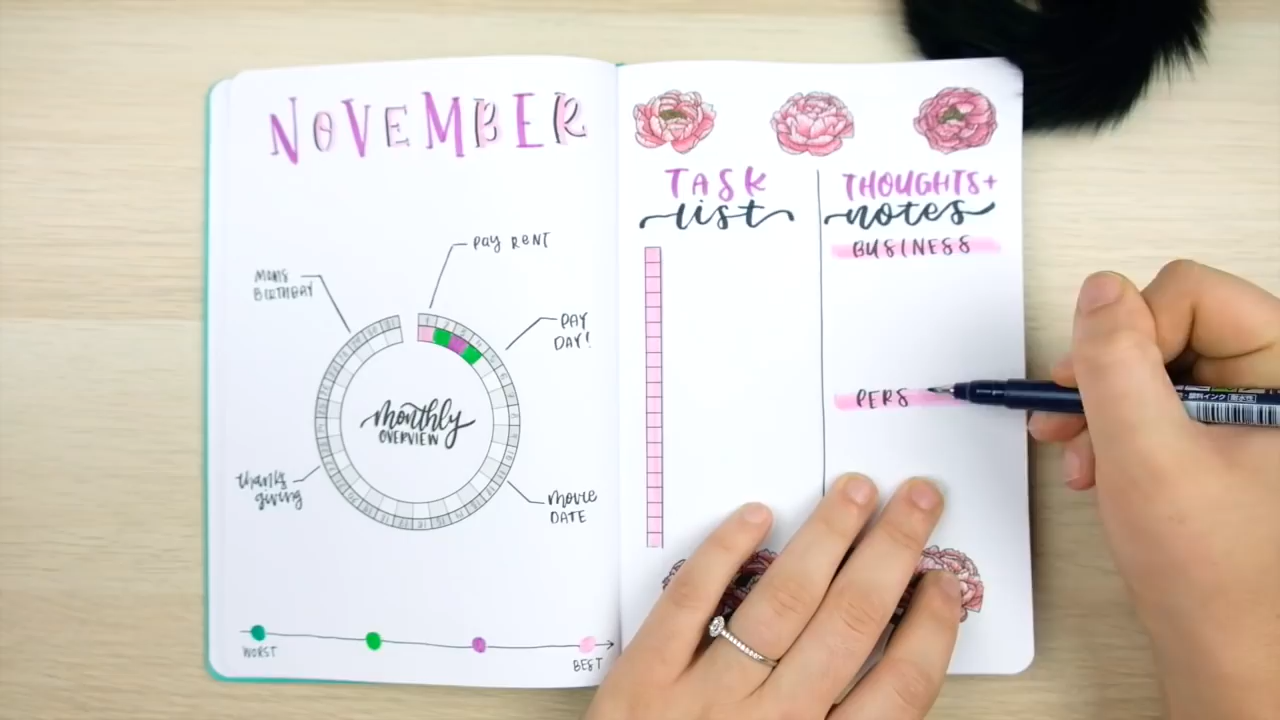 NOVEMBER
PAY RENT
MOMS
BIRTHDAY
PAY
DAY!
monthly
OVERVIEW
thanks
giving
movie
DATE
WORST
BEST
TASK
list
THOUGHTS+
notes
BUSINESS
PERS